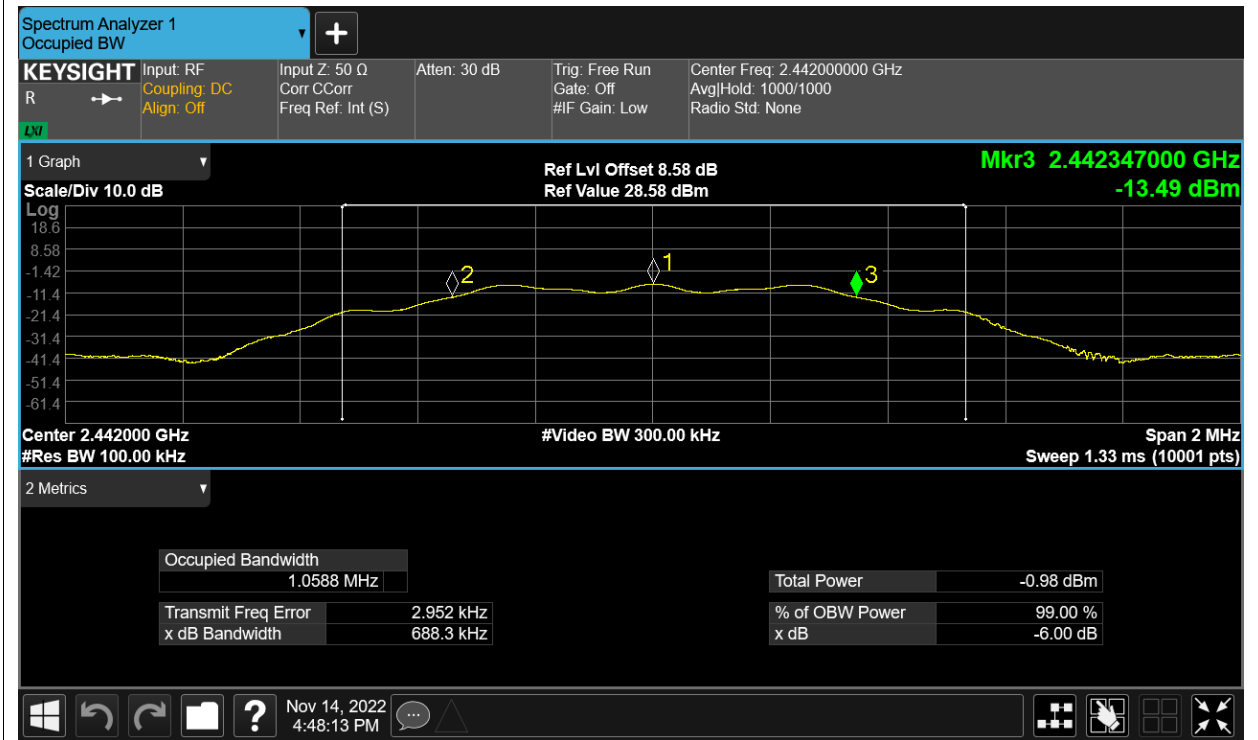 Spectrum Analyzer 1
Occupied BW
▼
+
KEYSIGHT
R
LXI
Input: RF
Coupling: DC
Align: Off
Input Z: 50 Ω
Corr CCorr
Freq Ref: Int (S)
Atten: 30 dB
Trig: Free Run
Gate: Off
#IF Gain: Low
Center Freq: 2.442000000 GHz
Avg|Hold: 1000/1000
Radio Std: None
1 Graph ▼
Scale/Div 10.0 dB
Ref Lvl Offset 8.58 dB
Ref Value 28.58 dBm
Mkr3 2.442347000 GHz
-13.49 dBm
Log
18.6
8.58
-1.42
-11.4
-21.4
-31.4
-41.4
-51.4
-61.4
2
1
3
Center 2.442000 GHz
#Video BW 300.00 kHz
Span 2 MHz
#Res BW 100.00 kHz
Sweep 1.33 ms (10001 pts)
2 Metrics ▼
Occupied Bandwidth
1.0588 MHz
Total Power -0.98 dBm
Transmit Freq Error 2.952 kHz
% of OBW Power 99.00 %
x dB Bandwidth 688.3 kHz
x dB -6.00 dB
?
Nov 14, 2022
4:48:13 PM